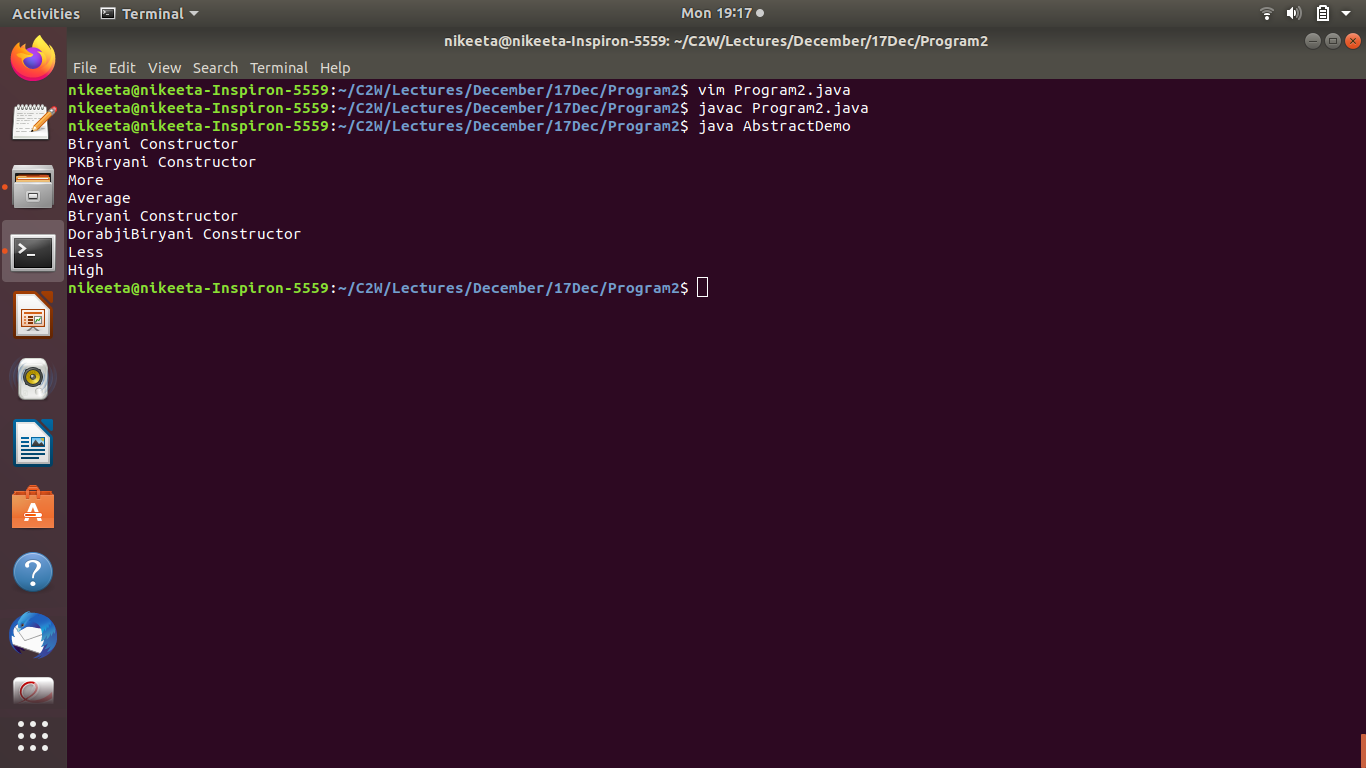 Activities Terminal Mon 19:17
nikeeta@nikeeta-Inspiron-5559: ~/C2W/Lectures/December/17Dec/Program2
File Edit View Search Terminal Help
nikeeta@nikeeta-Inspiron-5559:~/C2W/Lectures/December/17Dec/Program2$ vim Program2.java
nikeeta@nikeeta-Inspiron-5559:~/C2W/Lectures/December/17Dec/Program2$ javac Program2.java
nikeeta@nikeeta-Inspiron-5559:~/C2W/Lectures/December/17Dec/Program2$ java AbstractDemo
Biryani Constructor
PKBiryani Constructor
More
Average
Biryani Constructor
DorabjiBiryani Constructor
Less
High
nikeeta@nikeeta-Inspiron-5559:~/C2W/Lectures/December/17Dec/Program2$